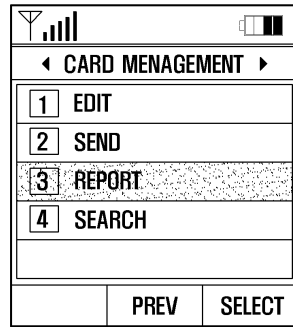 CARD MENAGEMENT
1 EDIT
2 SEND
3 REPORT
4 SEARCH
PREV SELECT